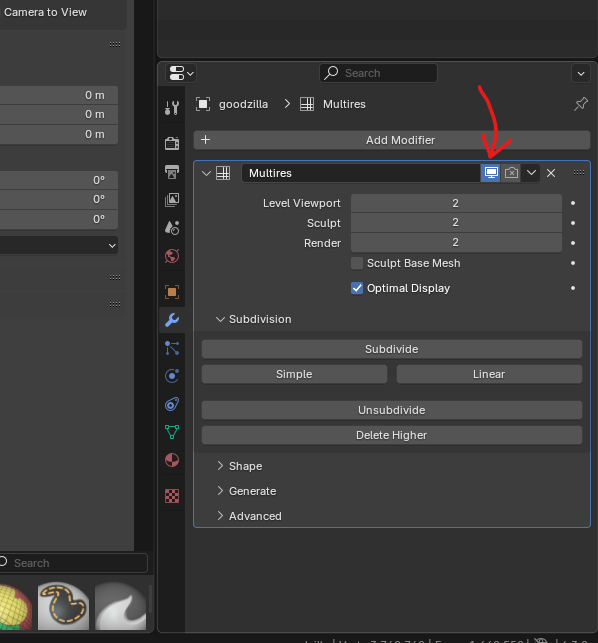 Camera to View
Search
0 m
goodzilla > Multires
0 m
0 m
Add Modifier
Multires
0°
0°
Level Viewport 2
0°
Sculpt 2
Render 2
Sculpt Base Mesh
Optimal Display
Subdivision
Subdivide
Simple Linear
Unsubdivide
Delete Higher
Shape
Generate
Advanced
Search